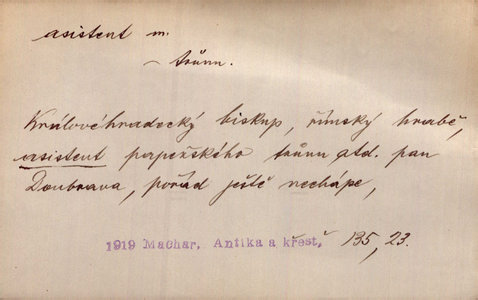 asistent m.
~ trůnu.
Královéhradecký biskup, římský hrabě,
asistent papežského trůnu atd. pan
Doubrava, pořád ještě nechápe,
1919 Machar, Antika a křesť, 135, 23.